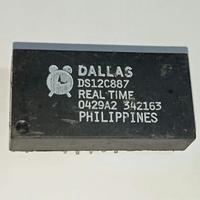 DALLAS
DS12C887
REAL TIME
0429A2 342163
PHILIPPINES